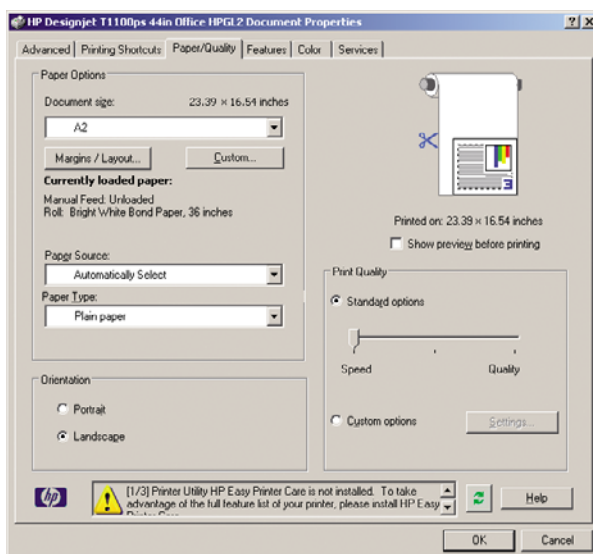 HP Designjet T1100ps 44in Office HPGL2 Document Properties
Advanced Printing Shortcuts Paper/Quality Features Color Services
Paper Options
Document size: 23.39 × 16.54 inches
A2
Margins / Layout... Custom...
Currently loaded paper:
Manual Feed: Unloaded
Roll: Bright White Bond Paper, 36 inches
Paper Source:
Automatically Select
Paper Type:
Plain paper
Orientation
Portrait
Landscape
3
Printed on: 23.39 × 16.54 inches
Show preview before printing
Print Quality
Standard options
Speed Quality
Custom options Settings...
hp
[1/3] Printer Utility HP Easy Printer Care is not installed. To take
advantage of the full feature list of your printer, please install HP Easy
Help
OK Cancel